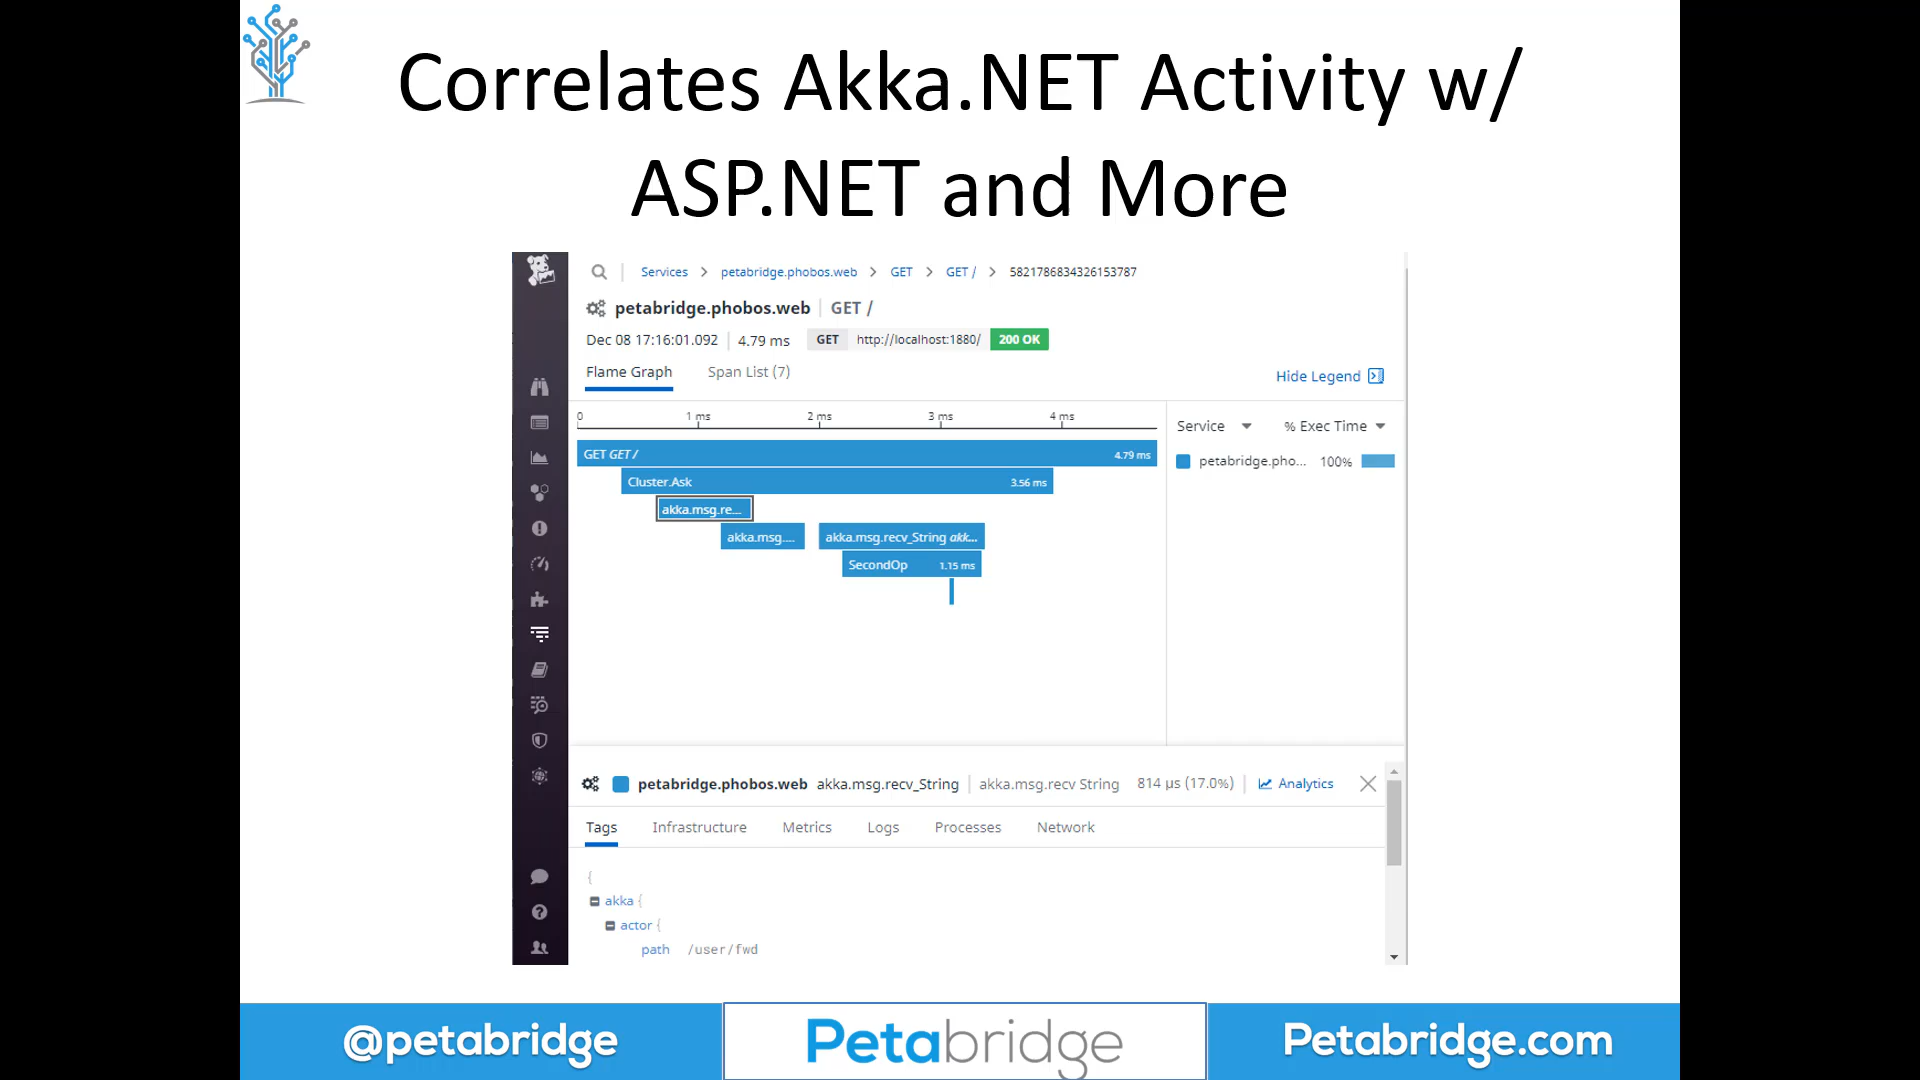 Correlates Akka.NET Activity w/
ASP.NET and More
Services > petabridge.phobos.web > GET > GET / > 5821786834326153787
petabridge.phobos.web | GET /
Dec 08 17:16:01.092 | 4.79 ms GET http://localhost:1880/ 200 OK
Flame Graph Span List (7)
Hide Legend
0 1 ms 2 ms 3 ms 4 ms
Service % Exec Time
GET GET / 4.79 ms
petabridge.pho... 100%
Cluster.Ask 3.56 ms
akka.msg.re...
akka.msg.... akka.msg.recv_String akk...
SecondOp 1.15 ms
petabridge.phobos.web akka.msg.recv_String | akka.msg.recv String 814 µs (17.0%) Analytics
Tags Infrastructure Metrics Logs Processes Network
{
akka {
actor {
path /user/fwd
@petabridge Petabridge Petabridge.com